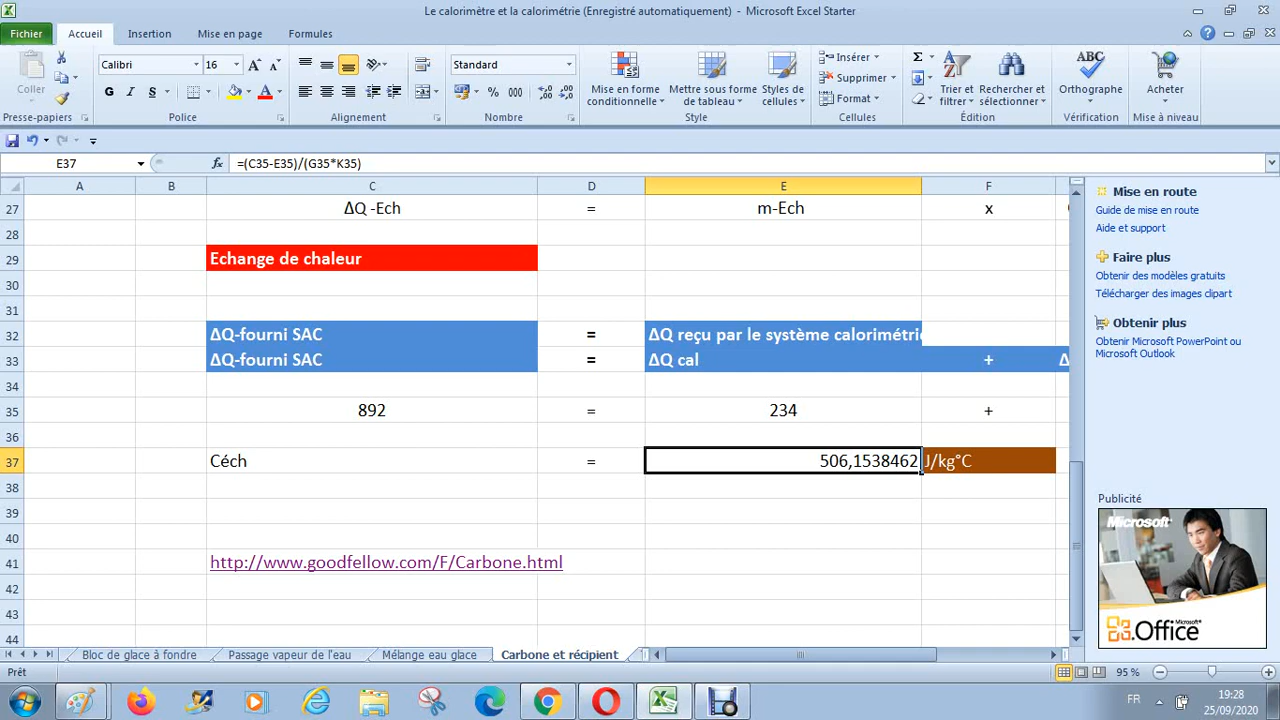 Le calorimètre et la calorimétrie (Enregistré automatiquement) - Microsoft Excel Starter
Fichier Accueil Insertion Mise en page Formules
Coller
Presse-papiers
Calibri 16
G I S
Police
Alignement
Standard
% 000
Nombre
Mise en forme conditionnelle
Mettre sous forme de tableau
Styles de cellules
Style
Insérer
Supprimer
Format
Cellules
Σ
Trier et filtrer
Rechercher et sélectionner
Édition
ABC
Orthographe
Vérification
Acheter
Mise à niveau
E37 fx =(C35-E35)/(G35*K35)
A B C D E F
27 ΔQ -Ech = m-Ech x
28
29 Echange de chaleur
30
31
32 ΔQ-fourni SAC = ΔQ reçu par le système calorimétri
33 ΔQ-fourni SAC = ΔQ cal +
34
35 892 = 234 +
36
37 Céch = 506,1538462 J/kg°C
38
39
40
41 http://www.goodfellow.com/F/Carbone.html
42
43
44
Mise en route
Guide de mise en route
Aide et support
Faire plus
Obtenir des modèles gratuits
Télécharger des images clipart
Obtenir plus
Obtenir Microsoft PowerPoint ou
Microsoft Outlook
Publicité
Microsoft
Microsoft
Office
Bloc de glace à fondre Passage vapeur de l'eau Mélange eau glace Carbone et récipient
Prêt 95 %
FR 19:28
25/09/2020